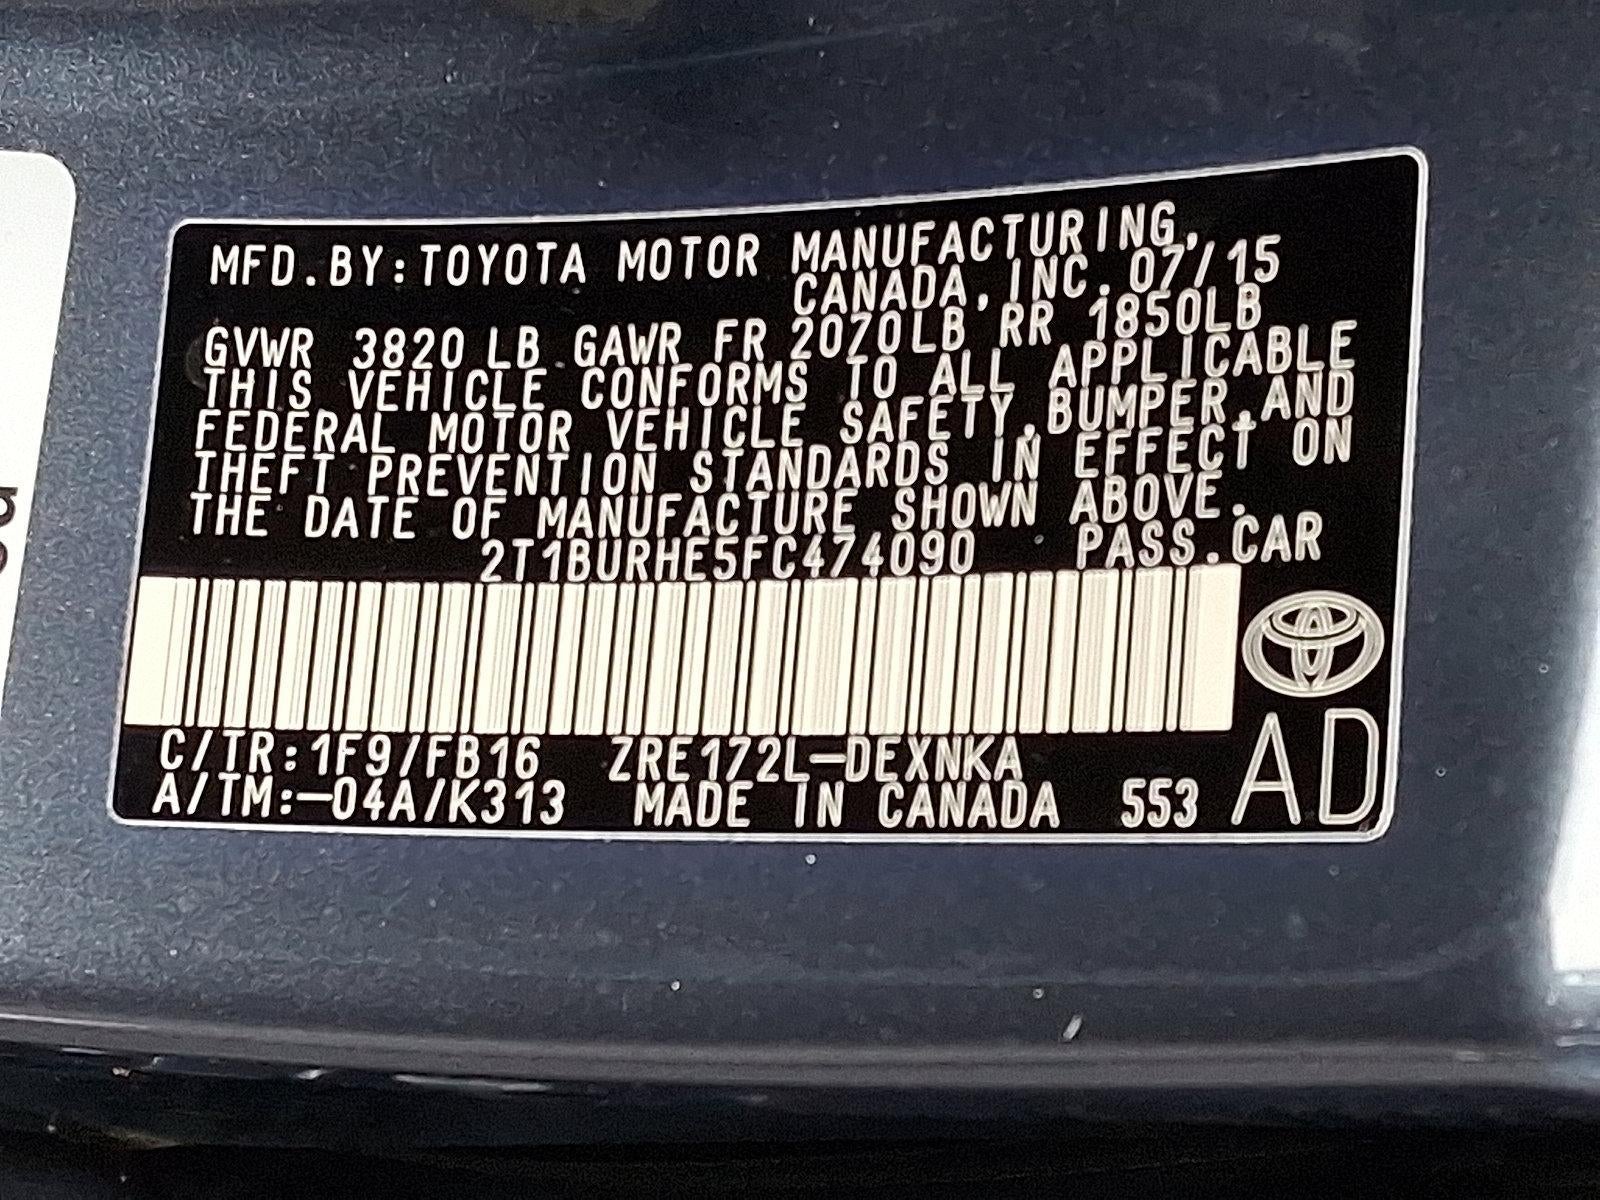 MFD.BY:TOYOTA MOTOR MANUFACTURING,
CANADA, INC. 07/15
GVWR 3820 LB GAWR FR 2070LB RR 1850LB
THIS VEHICLE CONFORMS TO ALL APPLICABLE
FEDERAL MOTOR VEHICLE SAFETY,BUMPER,AND
THEFT PREVENTION STANDARDS IN EFFECT ON
THE DATE OF MANUFACTURE SHOWN ABOVE.
2T1BURHE5FC474090 PASS.CAR
C/TR:1F9/FB16 ZRE172L-DEXNKA
A/TM:-04A/K313 MADE IN CANADA 553
AD